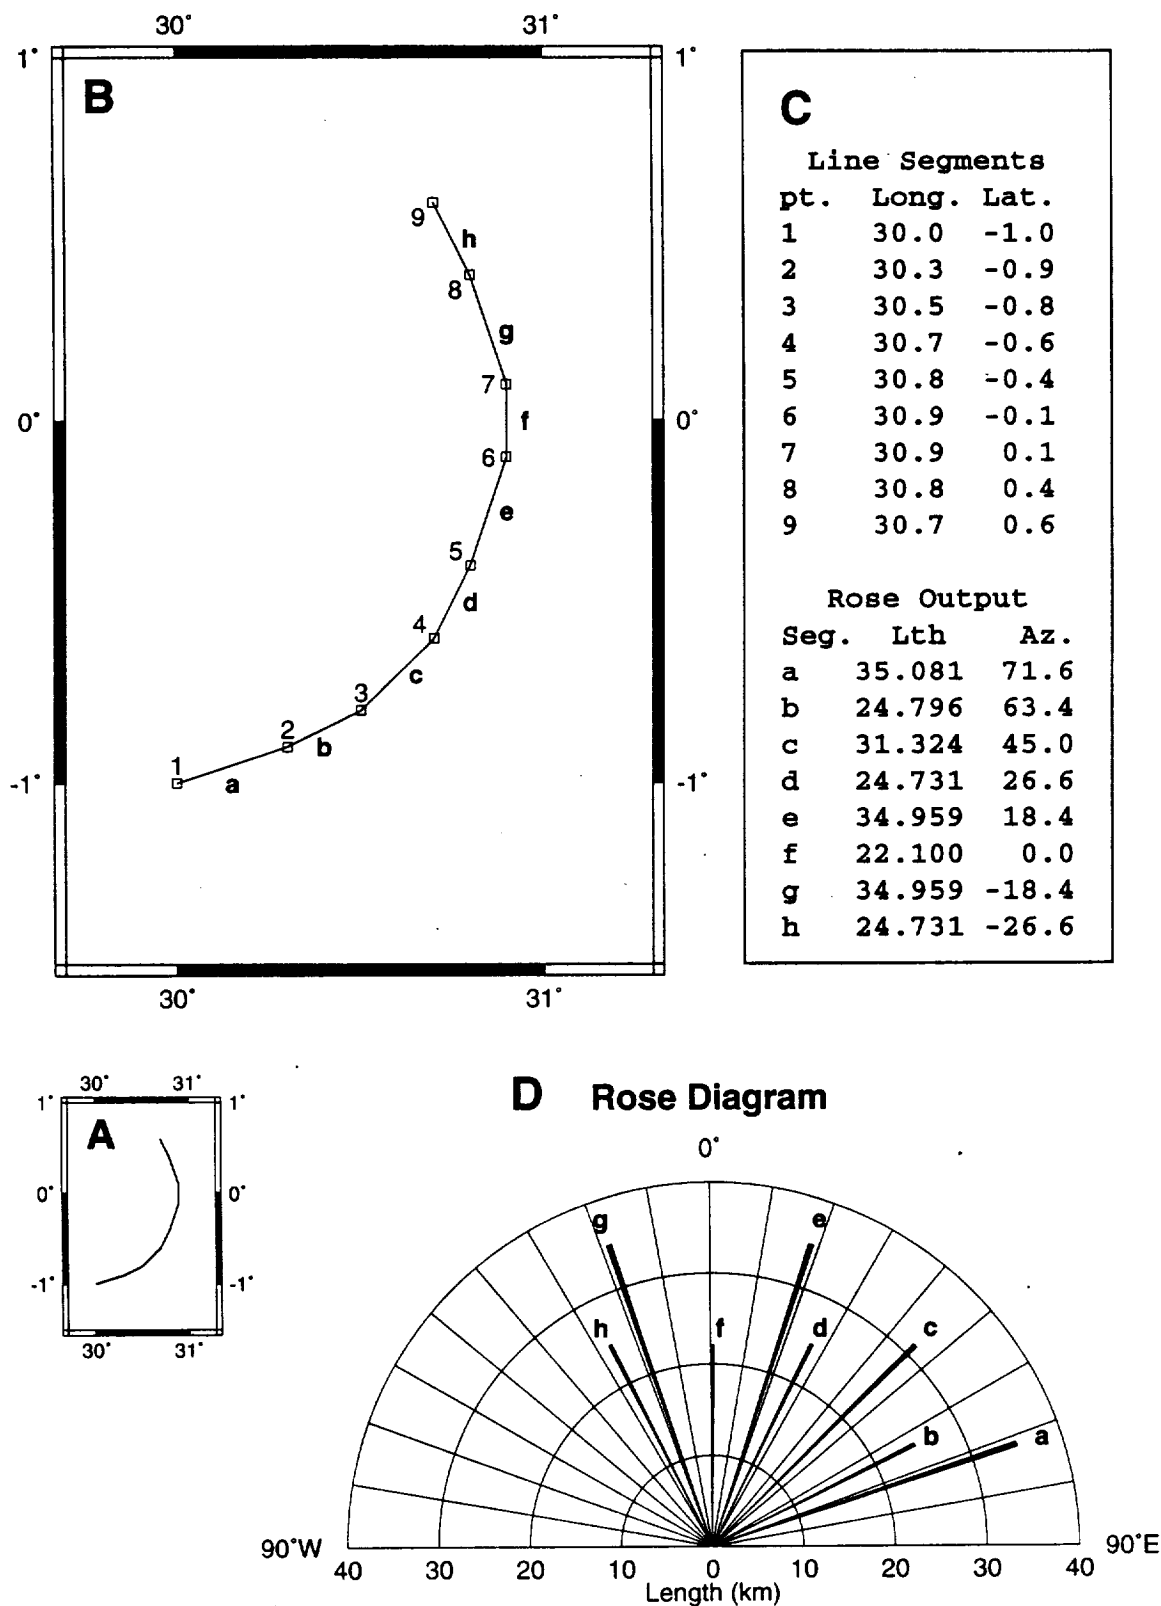 30° 31°
1° 1°
B
9
h
8
g
7
0° f 0°
6
e
5
d
4
c
3
2
b
1
-1° a -1°
30° 31°
C
Line Segments
pt. Long. Lat.
1 30.0 -1.0
2 30.3 -0.9
3 30.5 -0.8
4 30.7 -0.6
5 30.8 -0.4
6 30.9 -0.1
7 30.9 0.1
8 30.8 0.4
9 30.7 0.6
Rose Output
Seg. Lth Az.
a 35.081 71.6
b 24.796 63.4
c 31.324 45.0
d 24.731 26.6
e 34.959 18.4
f 22.100 0.0
g 34.959 -18.4
h 24.731 -26.6
30° 31°
1° 1°
A
0° 0°
-1° -1°
30° 31°
D Rose Diagram
0°
g e
h f d c
b a
90°W 90°E
40 30 20 10 0 10 20 30 40
Length (km)